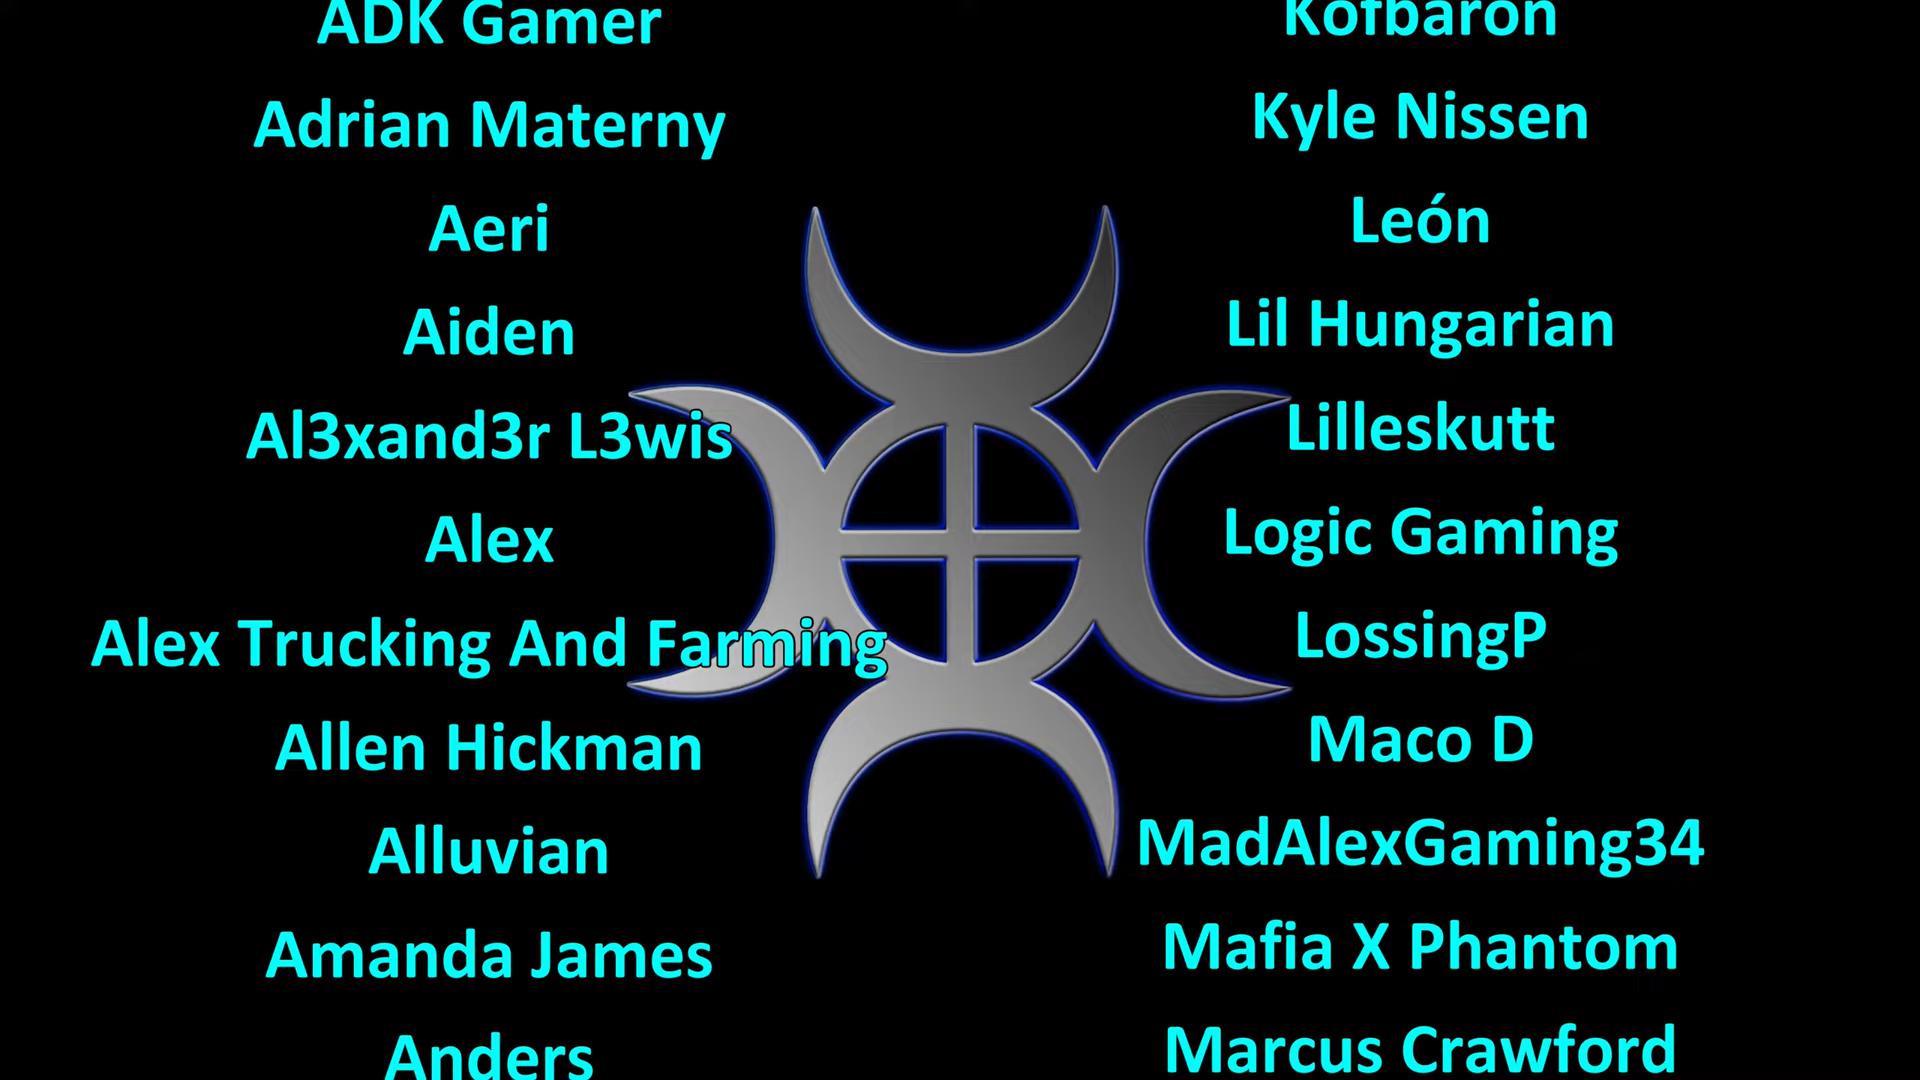 ADK Gamer
Adrian Materny
Aeri
Aiden
Al3xand3r L3wis
Alex
Alex Trucking And Farming
Allen Hickman
Alluvian
Amanda James
Anders
Kofbaron
Kyle Nissen
León
Lil Hungarian
Lilleskutt
Logic Gaming
LossingP
Maco D
MadAlexGaming34
Mafia X Phantom
Marcus Crawford